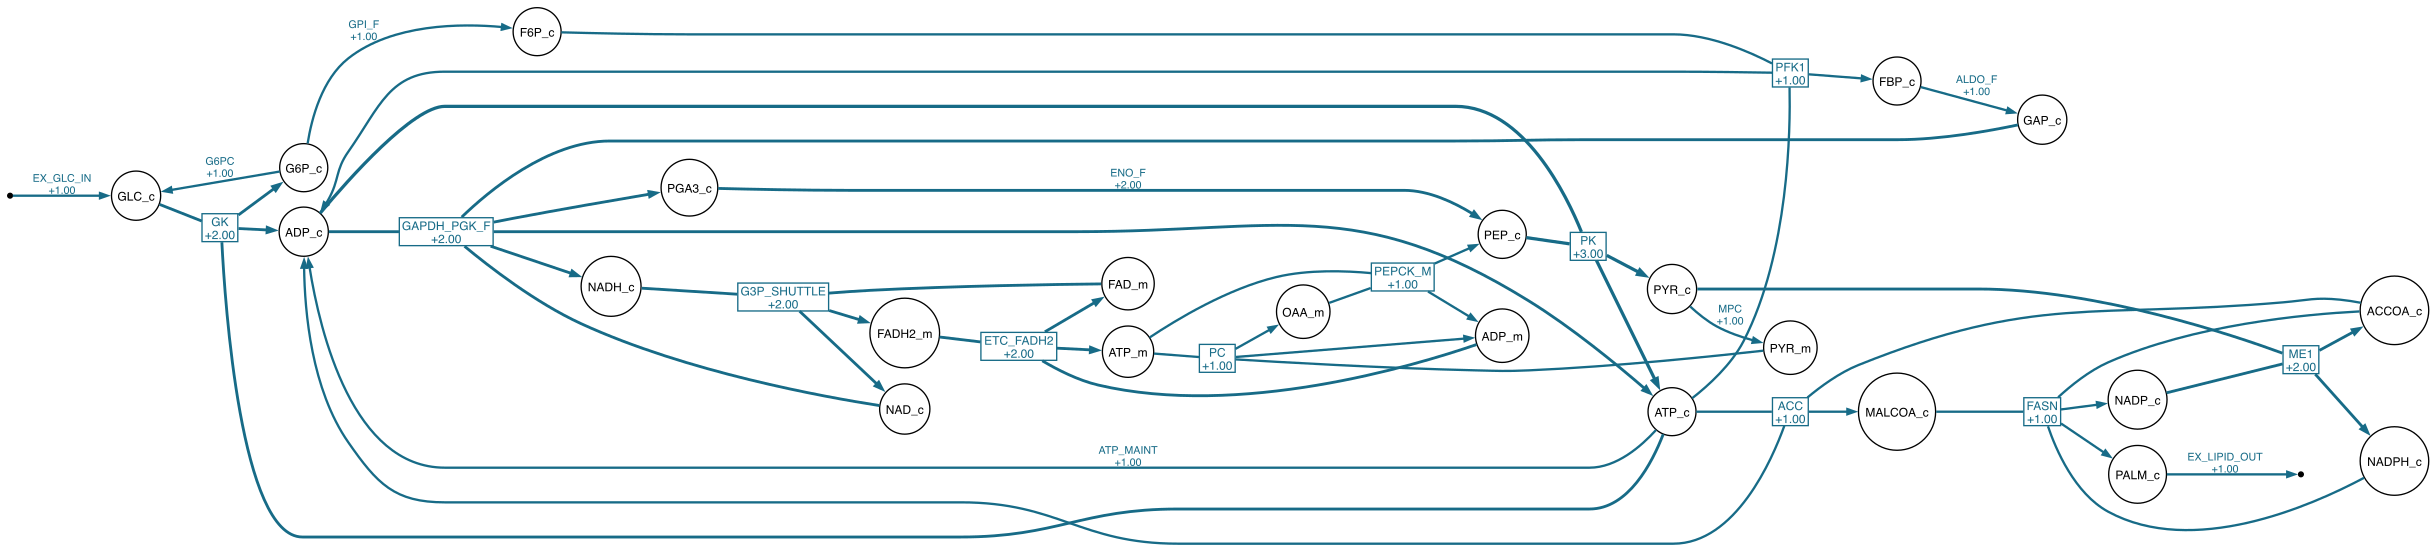 GPI_F
+1.00
F6P_c
PFK1
+1.00
FBP_c
ALDO_F
+1.00
GAP_c
EX_GLC_IN
+1.00
GLC_c
G6PC
+1.00
G6P_c
GK
+2.00
ADP_c
GAPDH_PGK_F
+2.00
PGA3_c
ENO_F
+2.00
PEP_c
PK
+3.00
NADH_c
G3P_SHUTTLE
+2.00
FAD_m
FADH2_m
NAD_c
ETC_FADH2
+2.00
ATP_m
PC
+1.00
OAA_m
PEPCK_M
+1.00
ADP_m
PYR_c
MPC
+1.00
PYR_m
ATP_c
ACC
+1.00
MALCOA_c
FASN
+1.00
NADP_c
ME1
+2.00
ACCOA_c
NADPH_c
PALM_c
EX_LIPID_OUT
+1.00
ATP_MAINT
+1.00